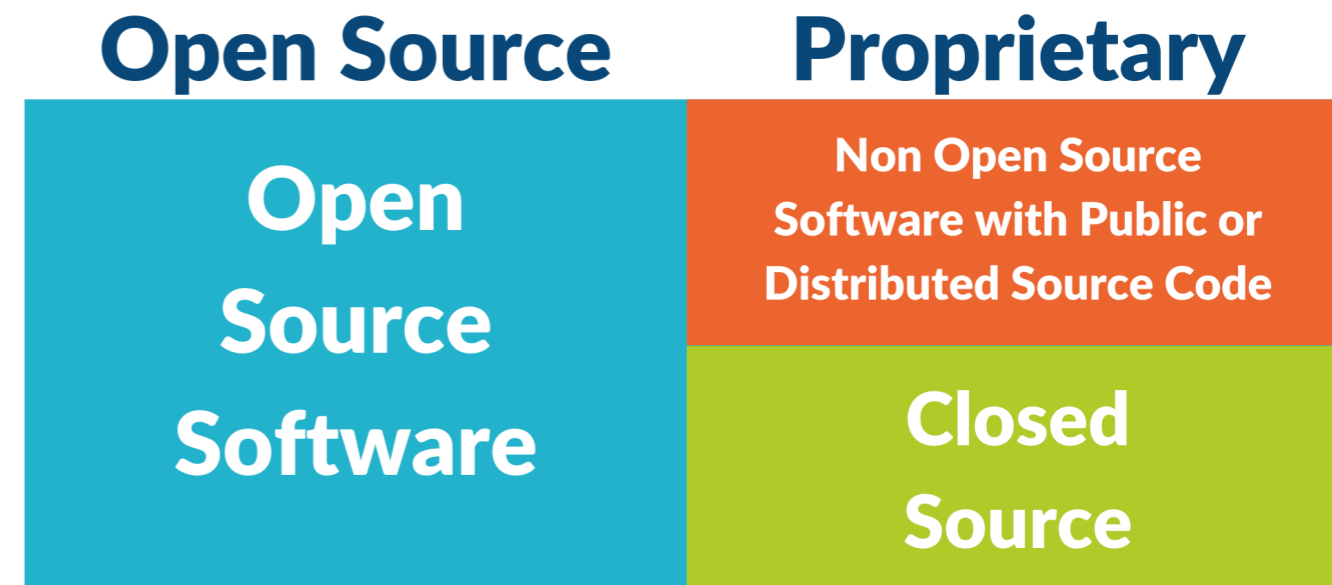 Open Source
Proprietary
Open
Source
Software
Non Open Source
Software with Public or
Distributed Source Code
Closed
Source